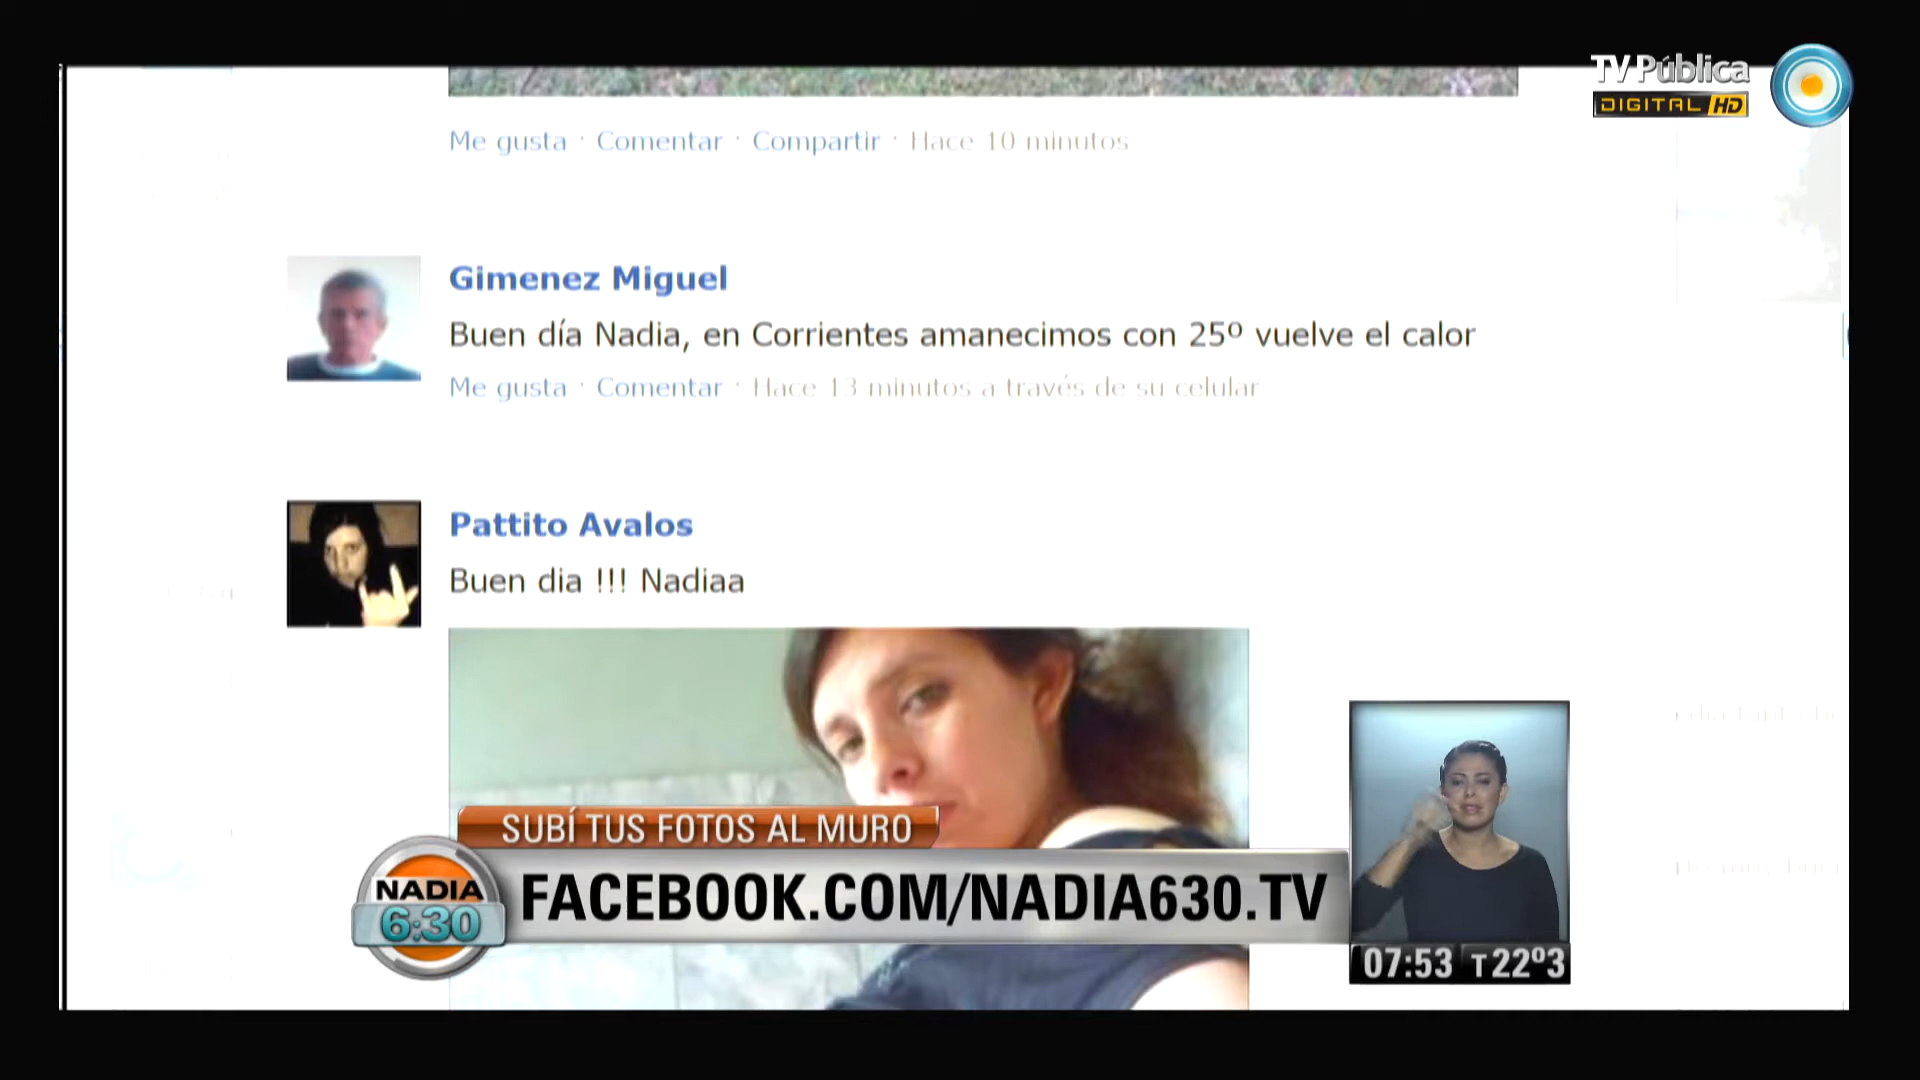 TV Pública
DIGITAL HD
Me gusta · Comentar · Compartir · Hace 10 minutos
Gimenez Miguel
Buen día Nadia, en Corrientes amanecimos con 25º vuelve el calor
Me gusta · Comentar · Hace 13 minutos a través de su celular
Pattito Avalos
Buen dia !!! Nadiaa
SUBÍ TUS FOTOS AL MURO
NADIA
6:30
FACEBOOK.COM/NADIA630.TV
07:53 T22º3